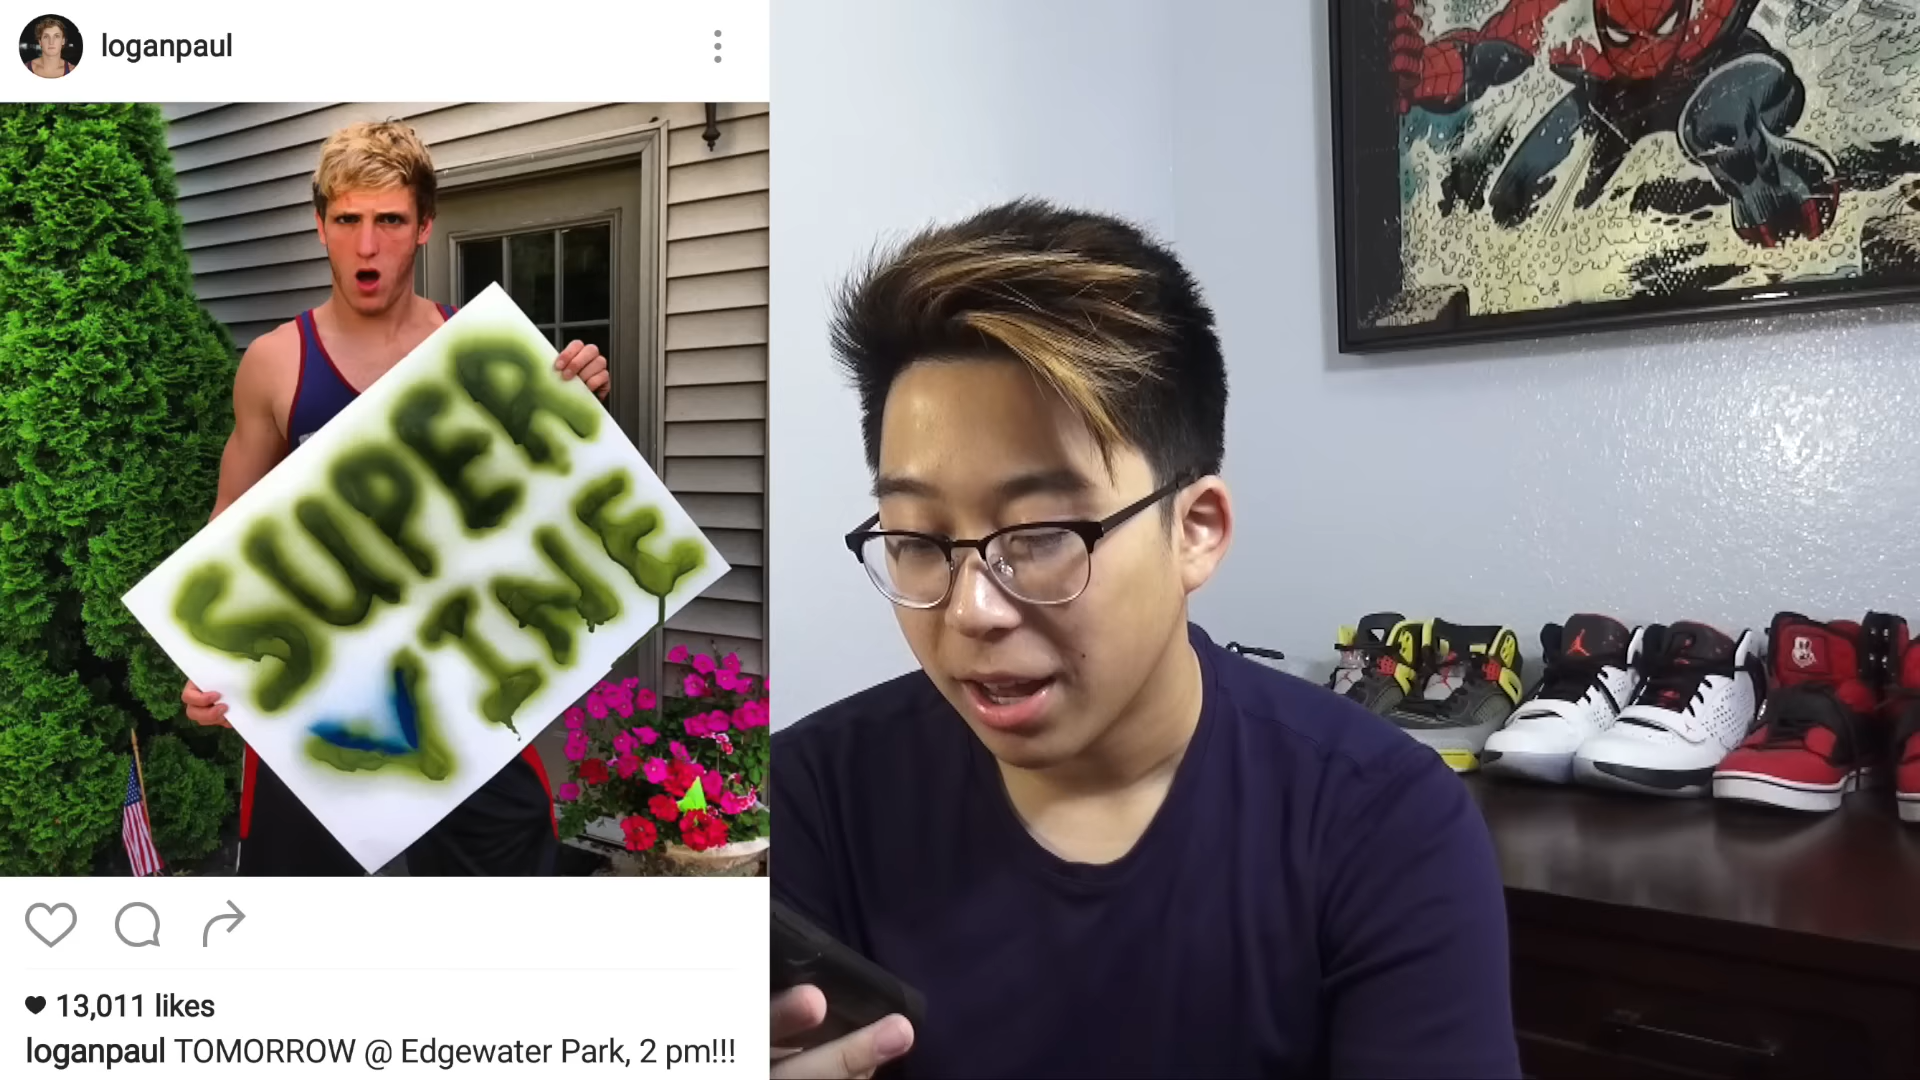 loganpaul
SUPER
VINE
13,011 likes
loganpaul TOMORROW @ Edgewater Park, 2 pm!!!